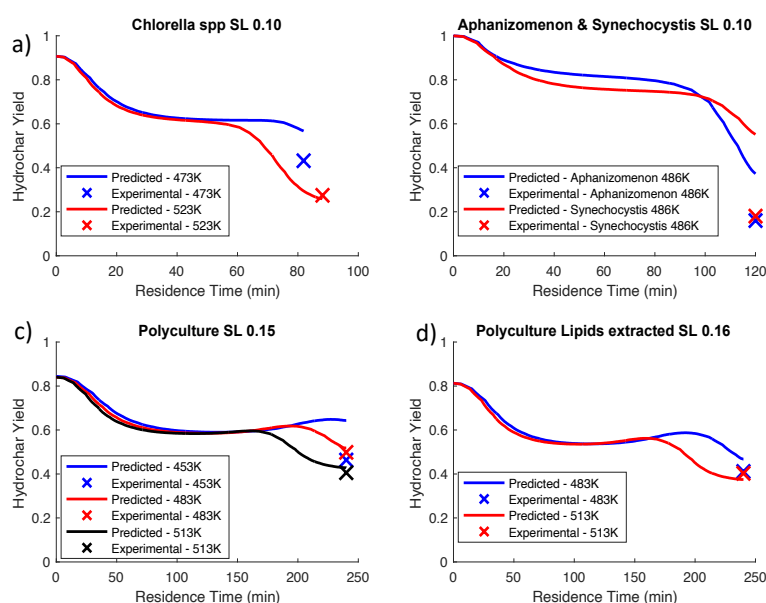 a)
Chlorella spp SL 0.10
Hydrochar Yield
1
0.8
0.6
0.4
0.2
0
0 20 40 60 80 100
Residence Time (min)
Predicted - 473K
Experimental - 473K
Predicted - 523K
Experimental - 523K
Aphanizomenon & Synechocystis SL 0.10
Hydrochar Yield
1
0.8
0.6
0.4
0.2
0
0 20 40 60 80 100 120
Residence Time (min)
Predicted - Aphanizomenon 486K
Experimental - Aphanizomenon 486K
Predicted - Synechocystis 486K
Experimental - Synechocystis 486K
c)
Polyculture SL 0.15
Hydrochar Yield
1
0.8
0.6
0.4
0.2
0
0 50 100 150 200 250
Residence Time (min)
Predicted - 453K
Experimental - 453K
Predicted - 483K
Experimental - 483K
Predicted - 513K
Experimental - 513K
d)
Polyculture Lipids extracted SL 0.16
Hydrochar Yield
1
0.8
0.6
0.4
0.2
0
0 50 100 150 200 250
Residence Time (min)
Predicted - 483K
Experimental - 483K
Predicted - 513K
Experimental - 513K